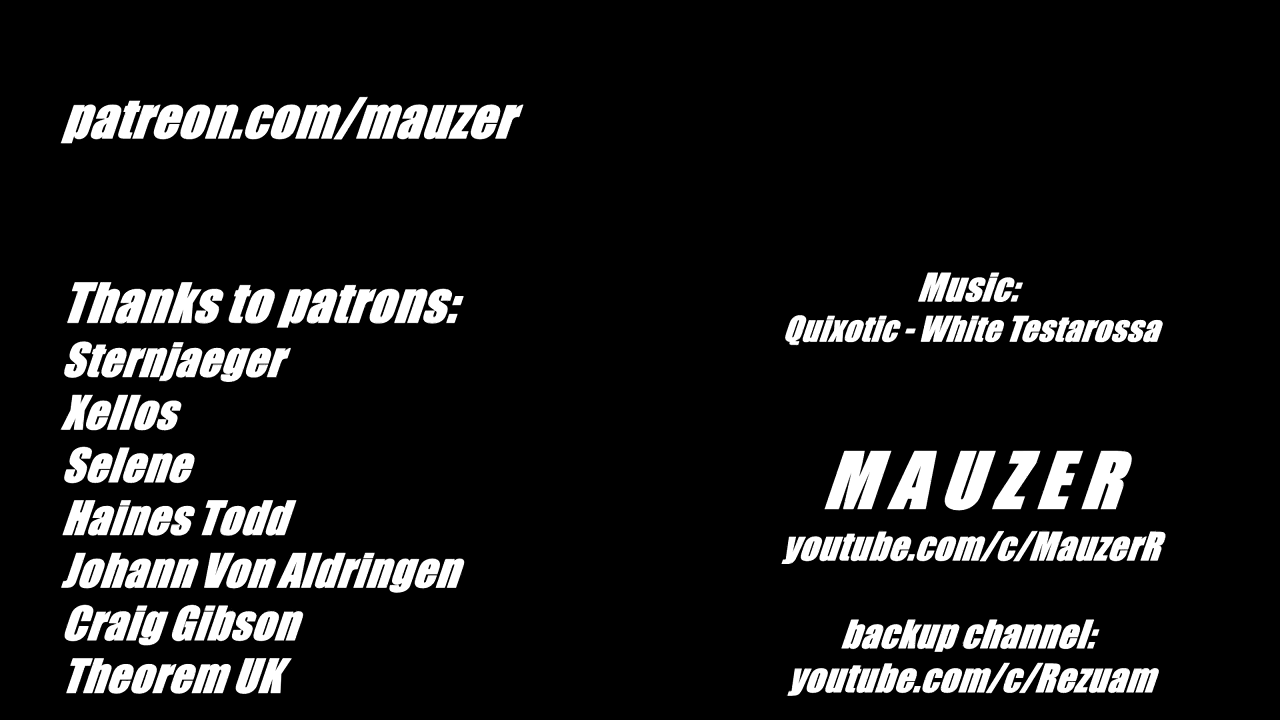 patreon.com/mauzer
Thanks to patrons:
Sternjaeger
Xellos
Selene
Haines Todd
Johann Von Aldringen
Craig Gibson
Theorem UK
Music:
Quixotic - White Testarossa
MAUZER
youtube.com/c/MauzerR
backup channel:
youtube.com/c/Rezuam